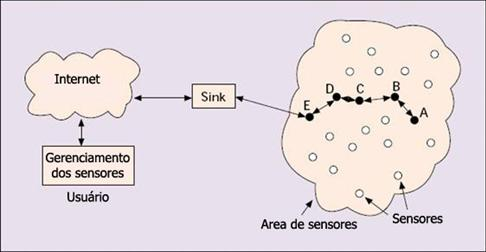 Internet
Sink
Gerenciamento
dos sensores
Usuário
E
D
C
B
A
Area de sensores
Sensores